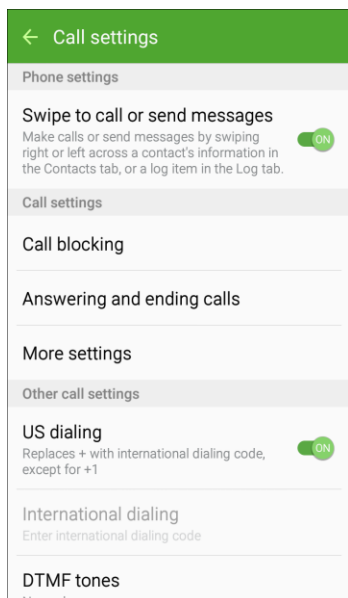 Call settings
Phone settings
Swipe to call or send messages
Make calls or send messages by swiping
right or left across a contact's information in
the Contacts tab, or a log item in the Log tab.
ON
Call settings
Call blocking
Answering and ending calls
More settings
Other call settings
US dialing
Replaces + with international dialing code,
except for +1
ON
International dialing
Enter international dialing code
DTMF tones